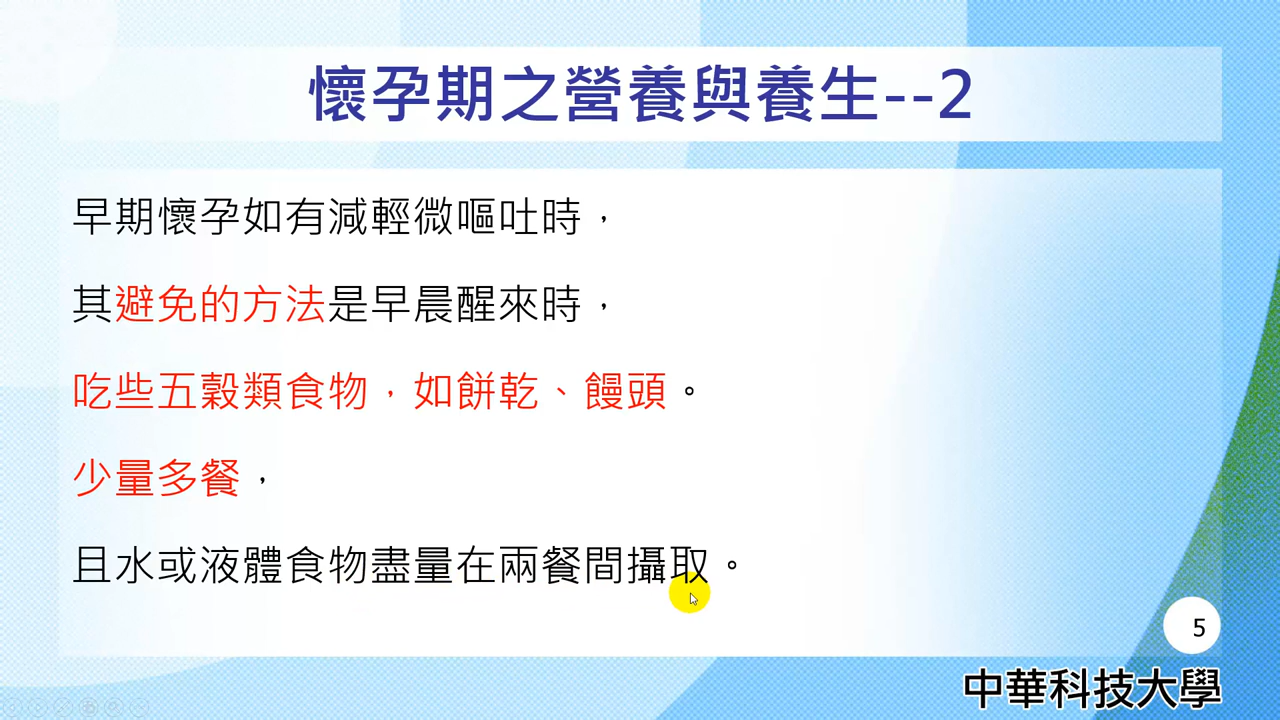 懷孕期之營養與養生--2
早期懷孕如有減輕微嘔吐時，
其避免的方法是早晨醒來時，
吃些五穀類食物，如餅乾、饅頭。
少量多餐，
且水或液體食物盡量在兩餐間攝取。
5
中華科技大學